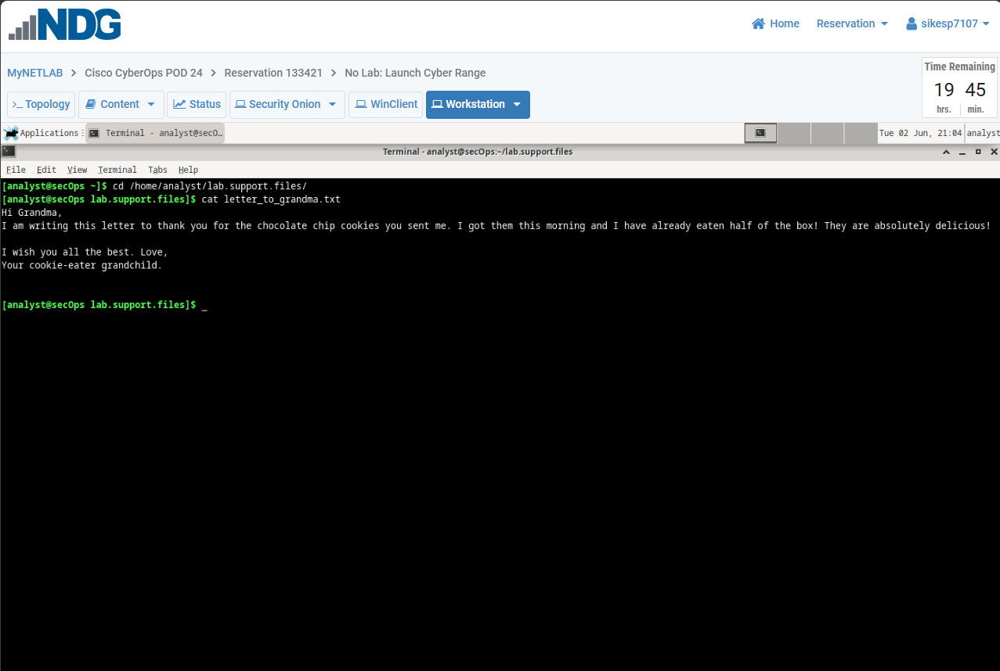 NDG
Home Reservation sikesp7107
MyNETLAB > Cisco CyberOps POD 24 > Reservation 133421 > No Lab: Launch Cyber Range
Time Remaining
19 45
hrs. min.
>_ Topology Content Status Security Onion WinClient Workstation
Applications Terminal - analyst@secO… Tue 02 Jun, 21:04 analyst
Terminal - analyst@secOps:~/lab.support.files
File Edit View Terminal Tabs Help
[analyst@secOps ~]$ cd /home/analyst/lab.support.files/
[analyst@secOps lab.support.files]$ cat letter_to_grandma.txt
Hi Grandma,
I am writing this letter to thank you for the chocolate chip cookies you sent me. I got them this morning and I have already eaten half of the box! They are absolutely delicious!
I wish you all the best. Love,
Your cookie-eater grandchild.
[analyst@secOps lab.support.files]$ _